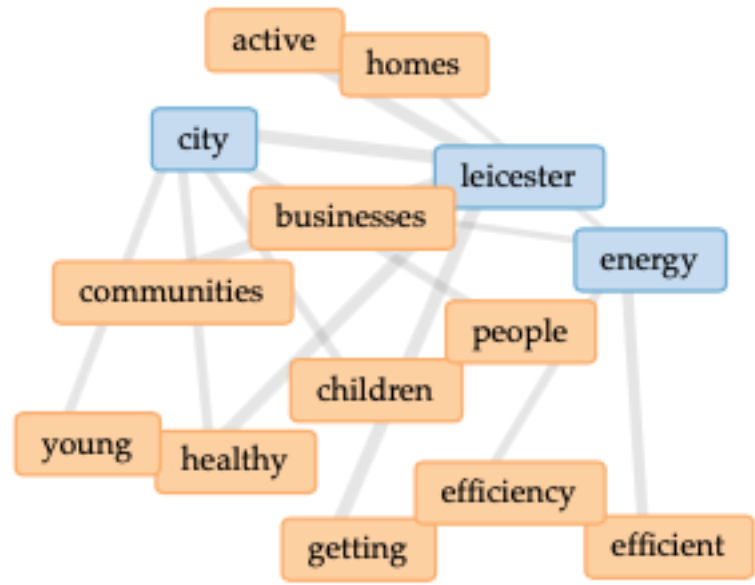 active
homes
city
leicester
businesses
energy
communities
people
children
young
healthy
efficiency
getting
efficient